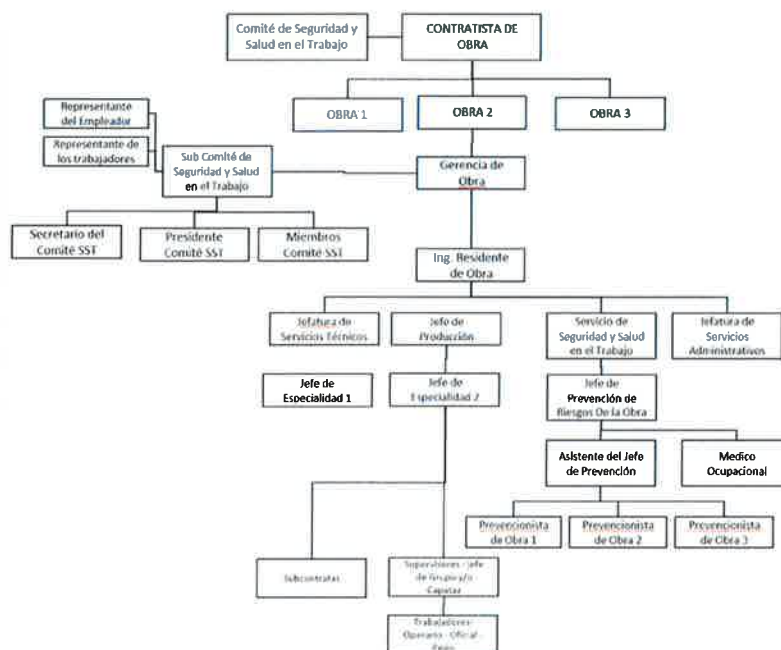 Comité de Seguridad y
Salud en el Trabajo
CONTRATISTA DE
OBRA
OBRA 1
OBRA 2
OBRA 3
Representante
del Empleador
Representante de
los trabajadores
Sub Comité de
Seguridad y Salud
en el Trabajo
Gerencia de
Obra
Secretario del
Comité SST
Presidente
Comité SST
Miembros
Comité SST
Ing. Residente
de Obra
Jefatura de
Servicios Técnicos
Jefe de
Producción
Servicio de
Seguridad y Salud
en el Trabajo
Jefatura de
Servicios
Administrativos
Jefe de
Especialidad 1
Jefe de
Especialidad 2
Jefe de
Prevención de
Riesgos De la Obra
Asistente del Jefe
de Prevención
Medico
Ocupacional
Prevencionista
de Obra 1
Prevencionista
de Obra 2
Prevencionista
de Obra 3
Subcontratas
Supervisores - Jefe
de Grupo y/o
Capataz
Trabajadores
Operario - Oficial -